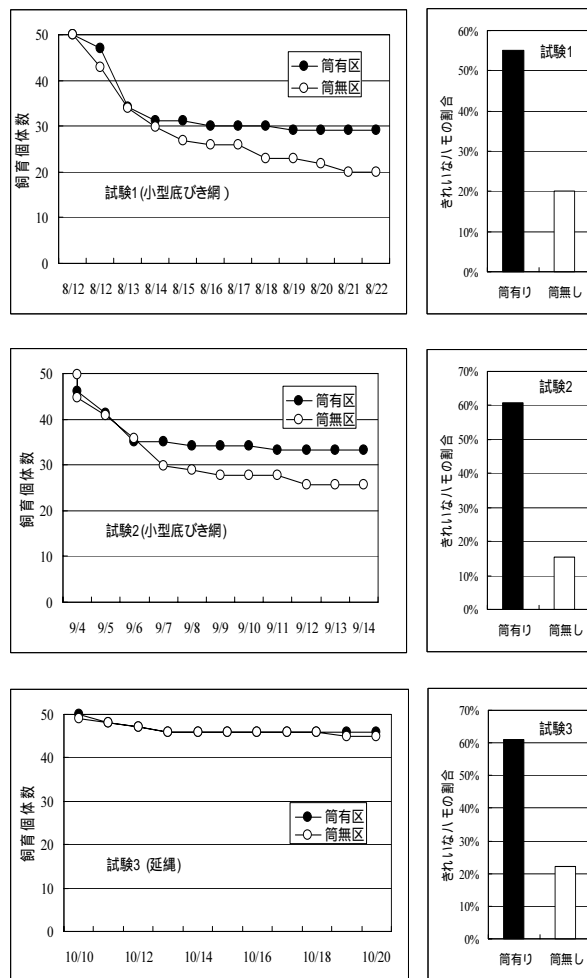 50
40
30
20
10
0
飼育個体数
筒有区
筒無区
試験1(小型底びき網)
8/12 8/12 8/13 8/14 8/15 8/16 8/17 8/18 8/19 8/20 8/21 8/22
60%
50%
40%
30%
20%
10%
0%
きれいなハモの割合
試験1
筒有り 筒無し
50
40
30
20
10
0
飼育個体数
筒有区
筒無区
試験2(小型底びき網)
9/4 9/5 9/6 9/7 9/8 9/9 9/10 9/11 9/12 9/13 9/14
70%
60%
50%
40%
30%
20%
10%
0%
きれいなハモの割合
試験2
筒有り 筒無し
50
40
30
20
10
0
飼育個体数
筒有区
筒無区
試験3 (延縄)
10/10 10/12 10/14 10/16 10/18 10/20
70%
60%
50%
40%
30%
20%
10%
0%
きれいなハモの割合
試験3
筒有り 筒無し